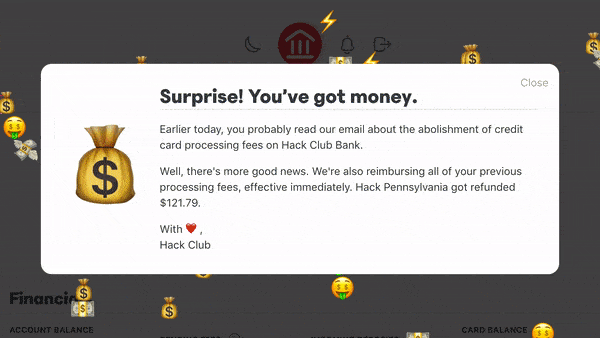 Close
Surprise! You’ve got money.
Earlier today, you probably read our email about the abolishment of credit
card processing fees on Hack Club Bank.
Well, there's more good news. We're also reimbursing all of your previous
processing fees, effective immediately. Hack Pennsylvania got refunded
$121.79.
With ❤️ ,
Hack Club
ACCOUNT BALANCE
CARD BALANCE